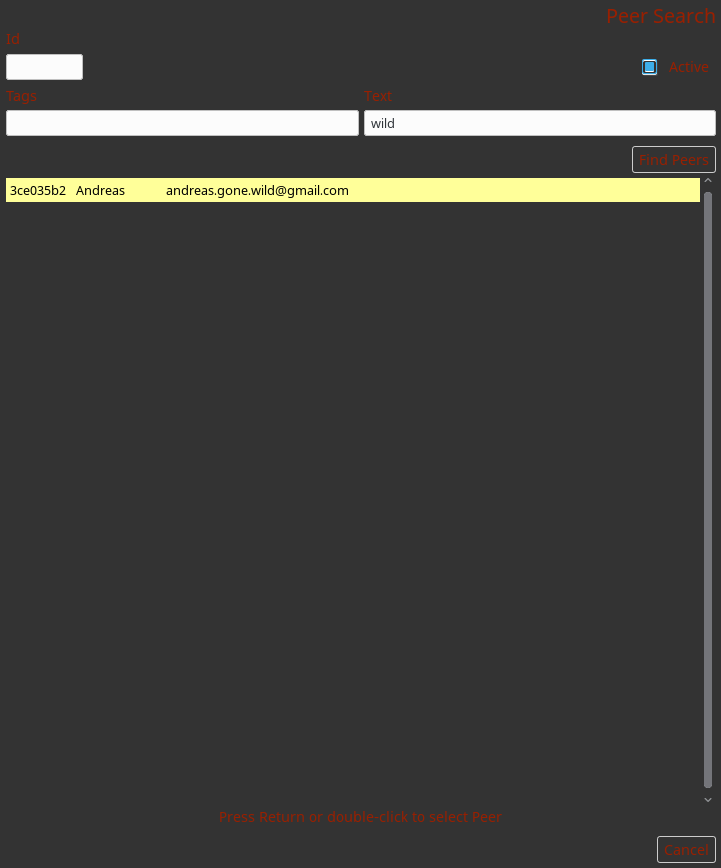 Peer Search
Id
Active
Tags Text
wild
Find Peers
3ce035b2 Andreas andreas.gone.wild@gmail.com
Press Return or double-click to select Peer
Cancel